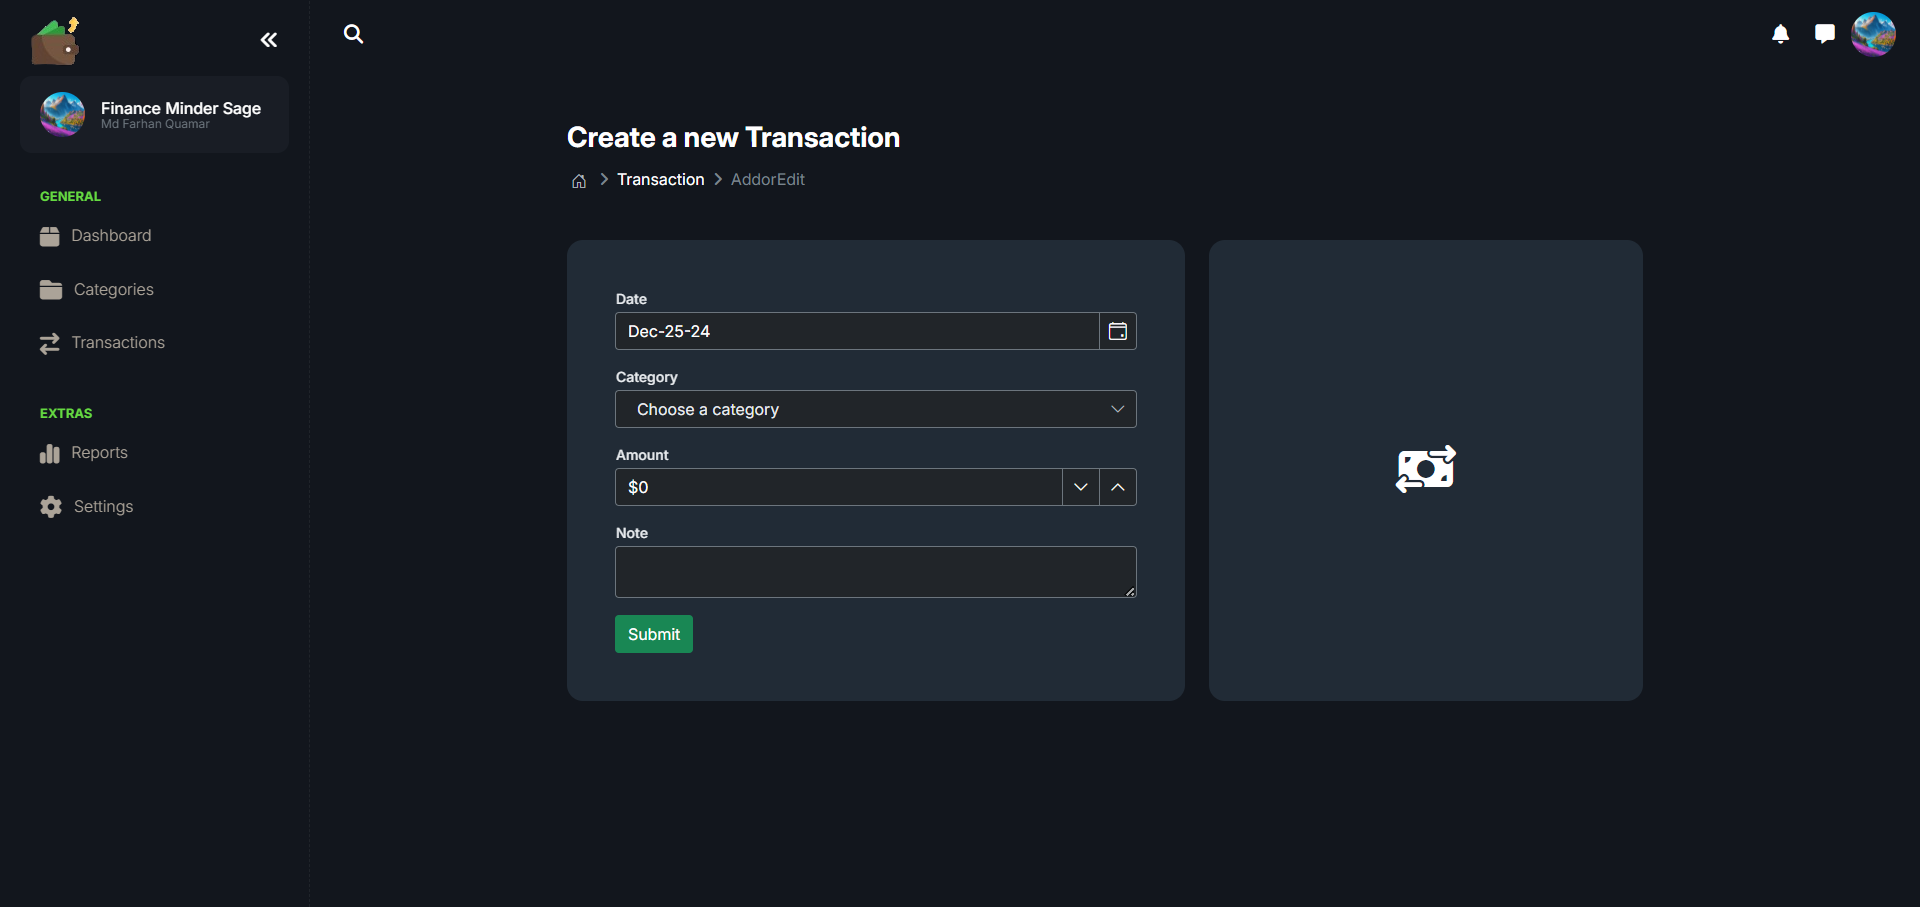 Finance Minder Sage
Md Farhan Quamar
GENERAL
Dashboard
Categories
Transactions
EXTRAS
Reports
Settings
Create a new Transaction
Transaction AddorEdit
Date
Dec-25-24
Category
Choose a category
Amount
$0
Note
Submit